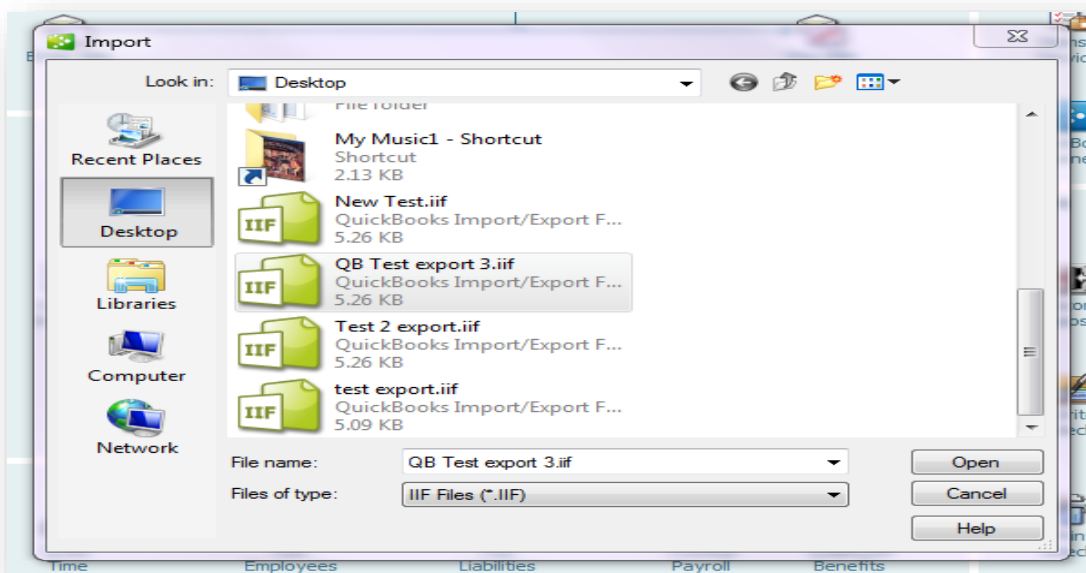 Import
Look in:
Desktop
File folder
My Music1 - Shortcut
Shortcut
2.13 KB
New Test.iif
QuickBooks Import/Export F...
5.26 KB
QB Test export 3.iif
QuickBooks Import/Export F...
5.26 KB
Test 2 export.iif
QuickBooks Import/Export F...
5.26 KB
test export.iif
QuickBooks Import/Export F...
5.09 KB
Recent Places
Desktop
Libraries
Computer
Network
IIF
IIF
IIF
IIF
File name:
QB Test export 3.iif
Open
Files of type:
IIF Files (*.IIF)
Cancel
Help
Time
Employees
Liabilities
Payroll
Benefits